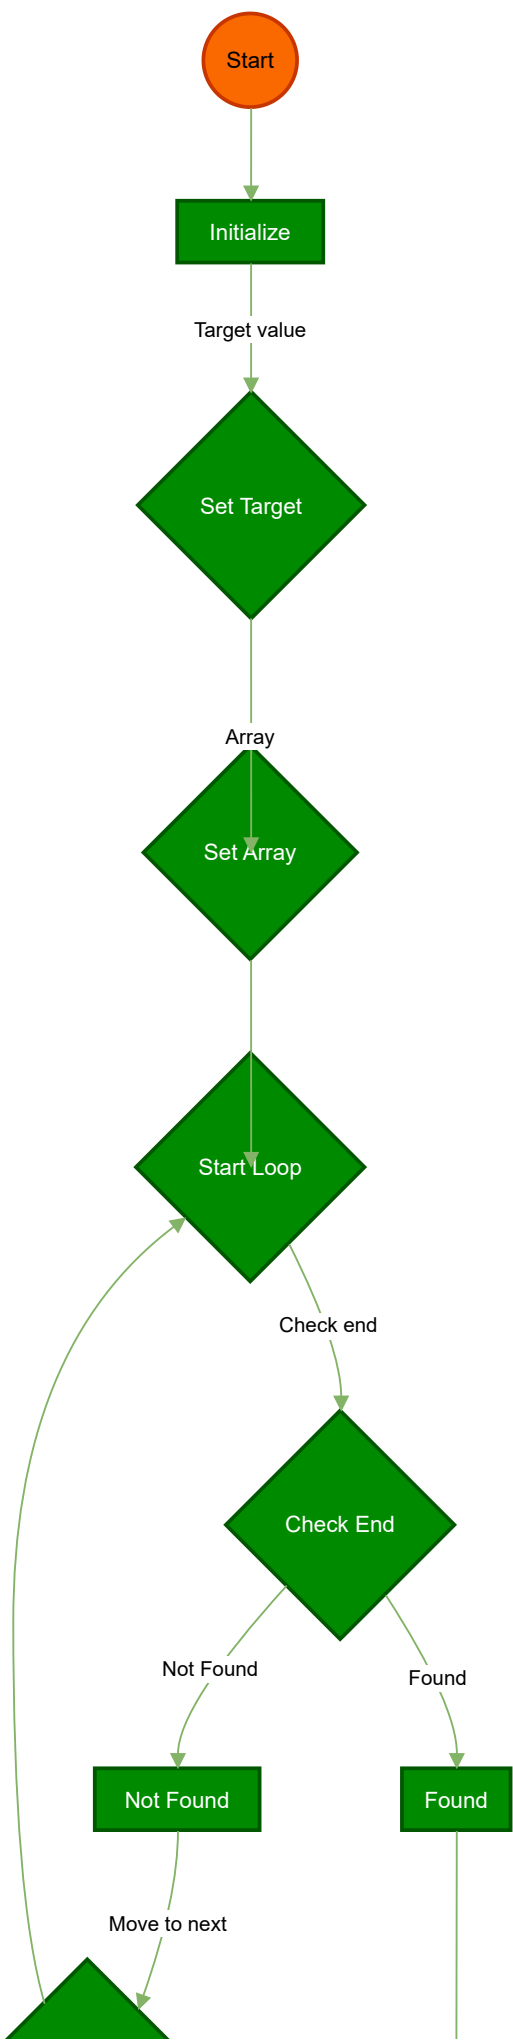 Start
Initialize
Target value
Set Target
Array
Set Array
Start Loop
Check end
Check End
Not Found
Found
Not Found
Found
Move to next